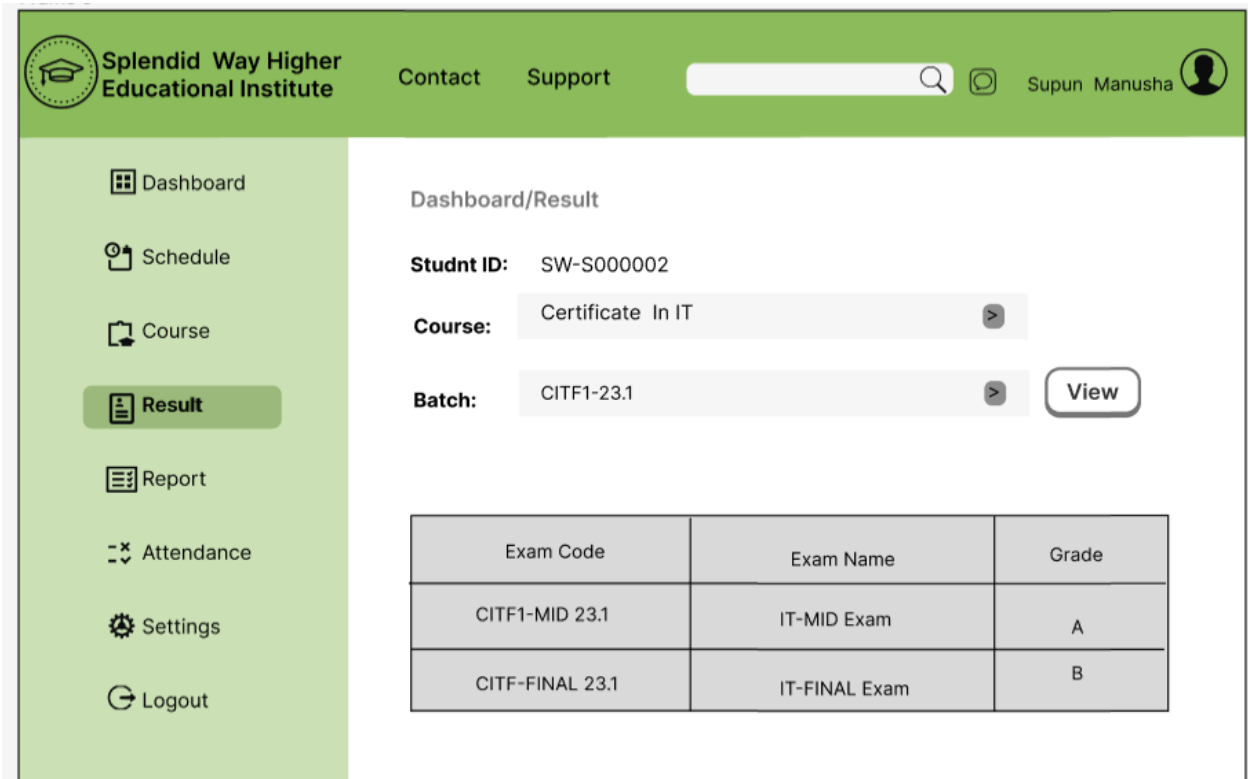 Splendid Way Higher
Educational Institute
Contact Support
Supun Manusha
Dashboard
Schedule
Course
Result
Report
Attendance
Settings
Logout
Dashboard/Result
Studnt ID: SW-S000002
Course: Certificate In IT >
Batch: CITF1-23.1 > View
Exam Code Exam Name Grade
CITF1-MID 23.1 IT-MID Exam A
CITF-FINAL 23.1 IT-FINAL Exam B